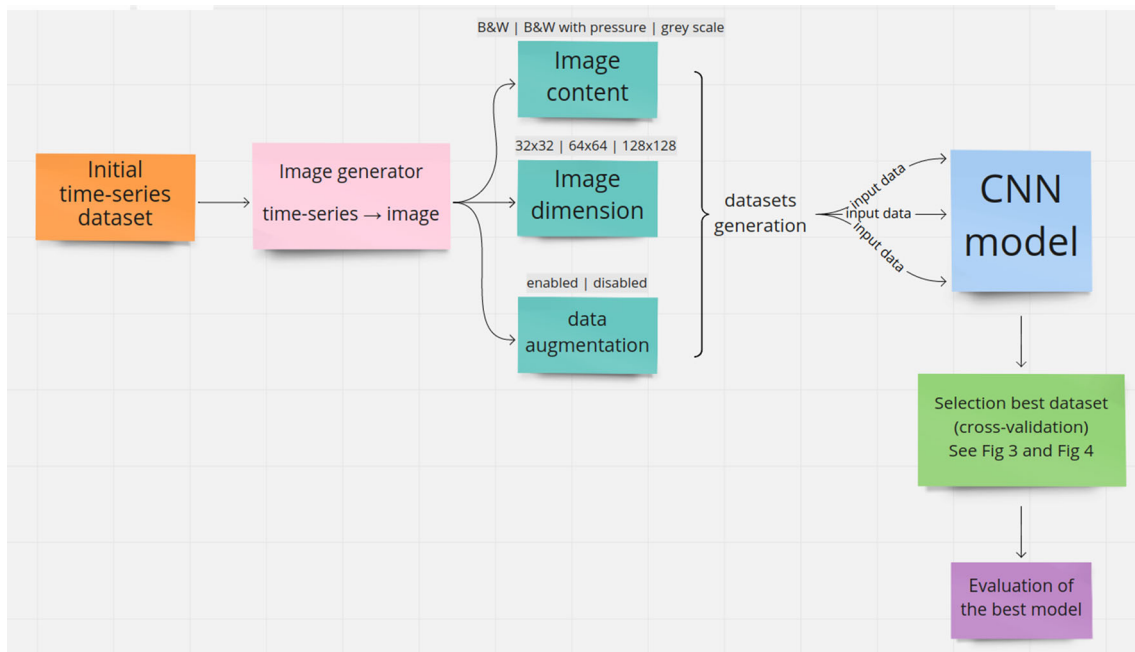 Initial
time-series
dataset
Image generator
time-series → image
B&W | B&W with pressure | grey scale
Image
content
32x32 | 64x64 | 128x128
Image
dimension
enabled | disabled
data
augmentation
datasets
generation
input data
input data
input data
CNN
model
Selection best dataset
(cross-validation)
See Fig 3 and Fig 4
Evaluation of
the best model